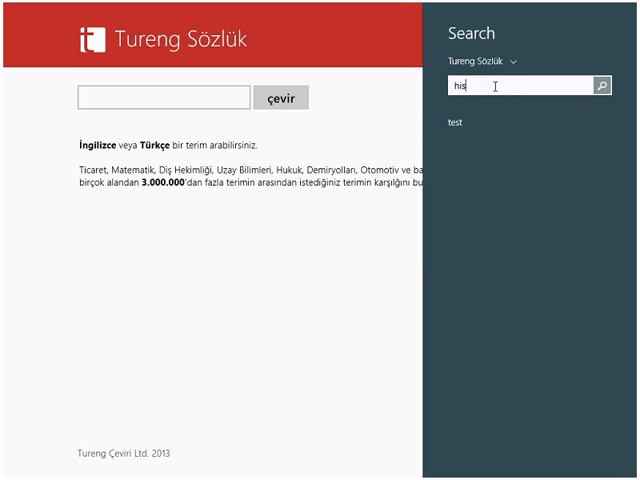 Tureng Sözlük
çevir
İngilizce veya Türkçe bir terim arabilirsiniz.
Ticaret, Matematik, Diş Hekimliği, Uzay Bilimleri, Hukuk, Demiryolları, Otomotiv ve ba
birçok alandan 3.000.000'dan fazla terimin arasından istediğiniz terimin karşılğını bu
Tureng Çeviri Ltd. 2013
Search
Tureng Sözlük
his
test